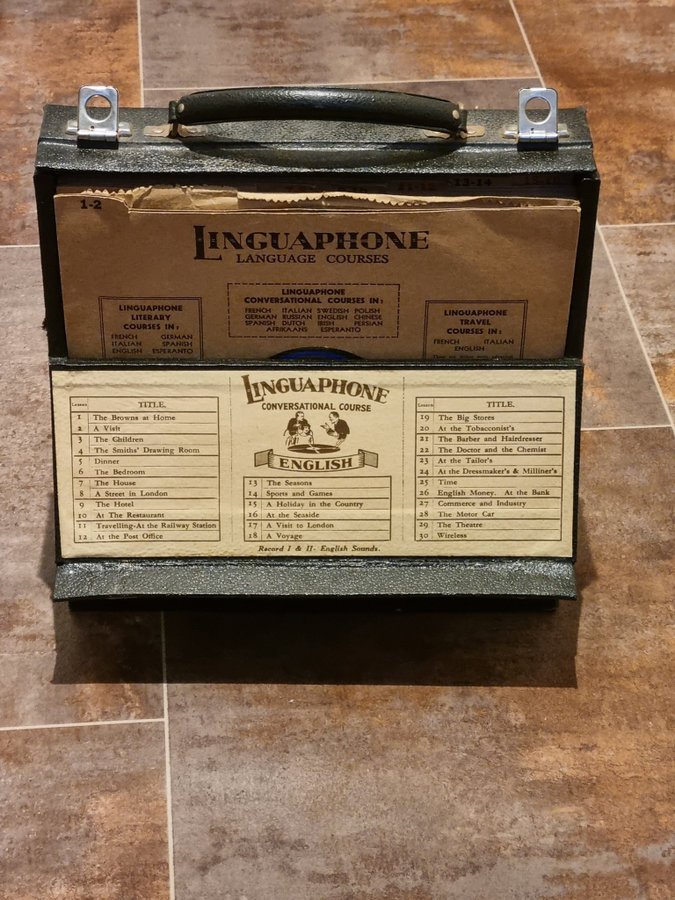 11-12 13-14
1-2
LINGUAPHONE
LANGUAGE COURSES
LINGUAPHONE
CONVERSATIONAL COURSES IN:
FRENCH ITALIAN SWEDISH POLISH
GERMAN RUSSIAN ENGLISH CHINESE
SPANISH DUTCH IRISH PERSIAN
AFRIKAANS ESPERANTO
LINGUAPHONE
LITERARY
COURSES IN:
FRENCH GERMAN
ITALIAN SPANISH
ENGLISH ESPERANTO
LINGUAPHONE
TRAVEL
COURSES IN:
FRENCH ITALIAN
ENGLISH
LINGUAPHONE
CONVERSATIONAL COURSE
ENGLISH
Lesson TITLE.
1 The Browns at Home
2 A Visit
3 The Children
4 The Smiths' Drawing Room
5 Dinner
6 The Bedroom
7 The House
8 A Street in London
9 The Hotel
10 At The Restaurant
11 Travelling-At the Railway Station
12 At the Post Office
13 The Seasons
14 Sports and Games
15 A Holiday in the Country
16 At the Seaside
17 A Visit to London
18 A Voyage
Lesson TITLE.
19 The Big Stores
20 At the Tobacconist's
21 The Barber and Hairdresser
22 The Doctor and the Chemist
23 At the Tailor's
24 At the Dressmaker's & Milliner's
25 Time
26 English Money. At the Bank
27 Commerce and Industry
28 The Motor Car
29 The Theatre
30 Wireless
Record I & II- English Sounds.